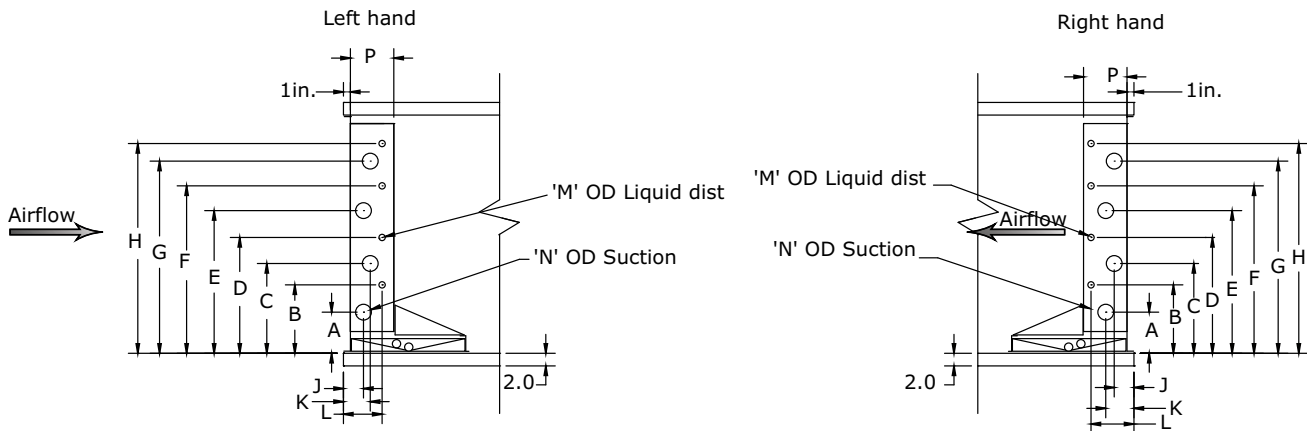 Left hand
P
1in.
'M' OD Liquid dist
Airflow
'N' OD Suction
H
G
F
E
D
C
B
A
J
K
L
2.0
Right hand
P
1in.
'M' OD Liquid dist
Airflow
'N' OD Suction
A
B
C
D
E
F
G
H
2.0
J
K
L